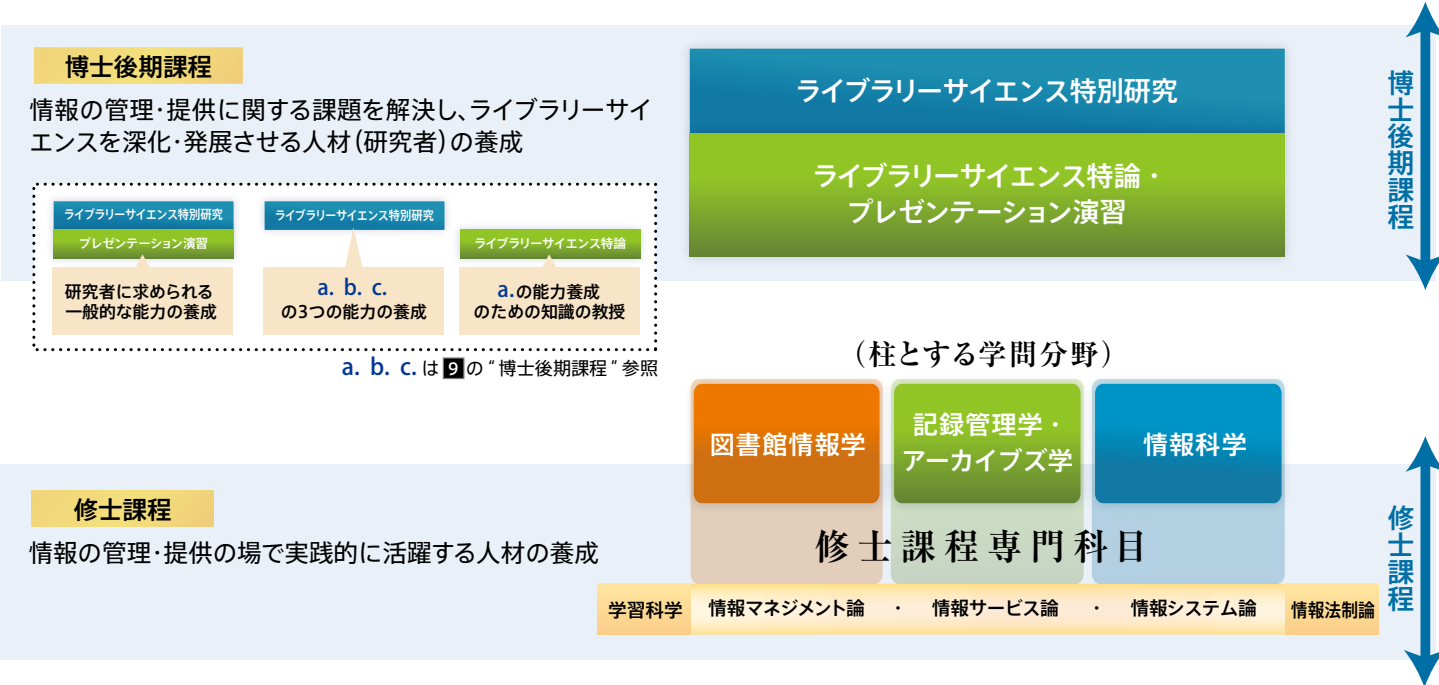 博士後期課程
情報の管理・提供に関する課題を解決し、ライブラリーサイ
エンスを深化・発展させる人材(研究者)の養成
ライブラリーサイエンス特別研究
プレゼンテーション演習
研究者に求められる
一般的な能力の養成
ライブラリーサイエンス特別研究
a. b. c.
の3つの能力の養成
ライブラリーサイエンス特論
a.の能力養成
のための知識の教授
a. b. c. は 9 の“博士後期課程”参照
ライブラリーサイエンス特別研究
ライブラリーサイエンス特論・
プレゼンテーション演習
博士後期課程
(柱とする学問分野)
図書館情報学
記録管理学・
アーカイブズ学
情報科学
修士課程
情報の管理・提供の場で実践的に活躍する人材の養成
修士課程専門科目
学習科学 情報マネジメント論 ・ 情報サービス論 ・ 情報システム論 情報法制論
修士課程